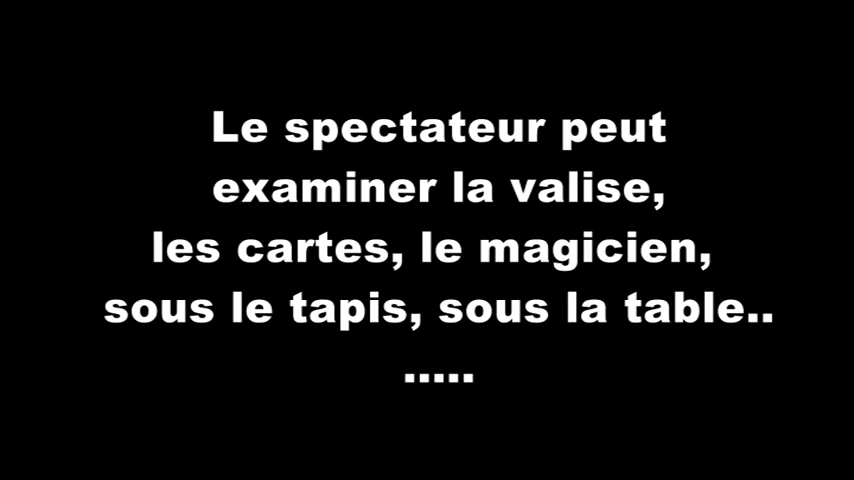 Le spectateur peut
examiner la valise,
les cartes, le magicien,
sous le tapis, sous la table..
.....